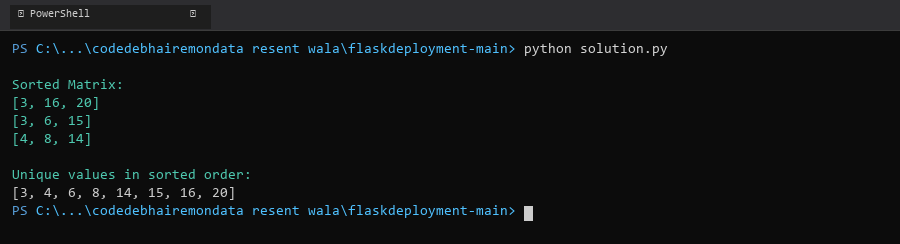 PowerShell
PS C:\...\codedebhairemondata resent wala\flaskdeployment-main> python solution.py
Sorted Matrix:
[3, 16, 20]
[3, 6, 15]
[4, 8, 14]
Unique values in sorted order:
[3, 4, 6, 8, 14, 15, 16, 20]
PS C:\...\codedebhairemondata resent wala\flaskdeployment-main>